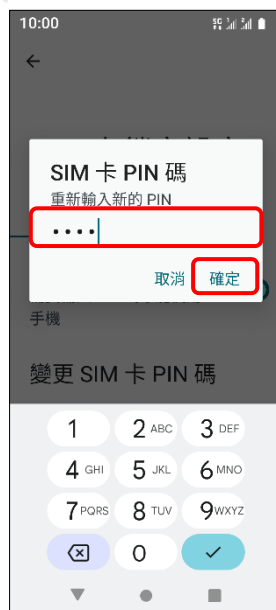 10:00
SIM 卡 PIN 碼
重新輸入新的 PIN
••••
取消 確定
手機
變更 SIM 卡 PIN 碼
1 2 ABC 3 DEF
4 GHI 5 JKL 6 MNO
7 PQRS 8 TUV 9 WXYZ
0